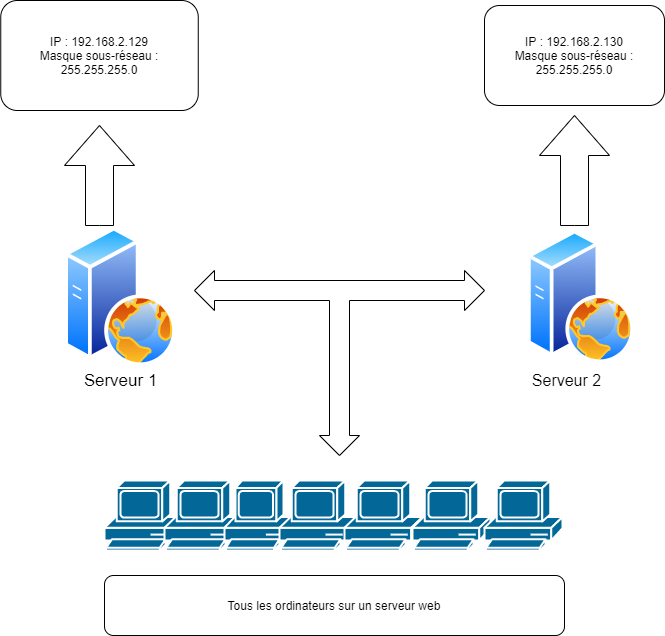 IP : 192.168.2.129
Masque sous-réseau :
255.255.255.0
IP : 192.168.2.130
Masque sous-réseau :
255.255.255.0
Serveur 1
Serveur 2
Tous les ordinateurs sur un serveur web